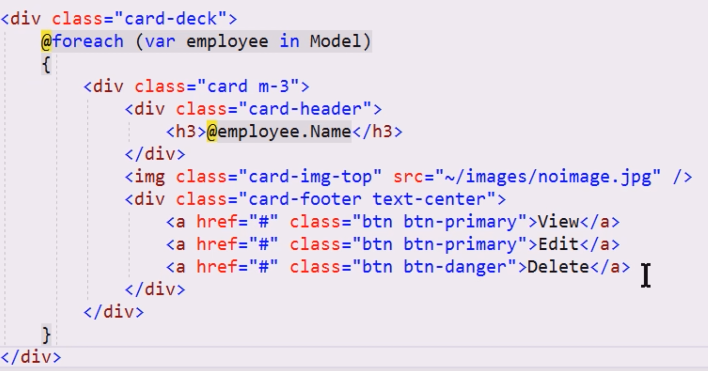 <div class="card-deck">
    @foreach (var employee in Model)
    {
        <div class="card m-3">
            <div class="card-header">
                <h3>@employee.Name</h3>
            </div>
            <img class="card-img-top" src="~/images/noimage.jpg" />
            <div class="card-footer text-center">
                <a href="#" class="btn btn-primary">View</a>
                <a href="#" class="btn btn-primary">Edit</a>
                <a href="#" class="btn btn-danger">Delete</a>
            </div>
        </div>
    }
</div>